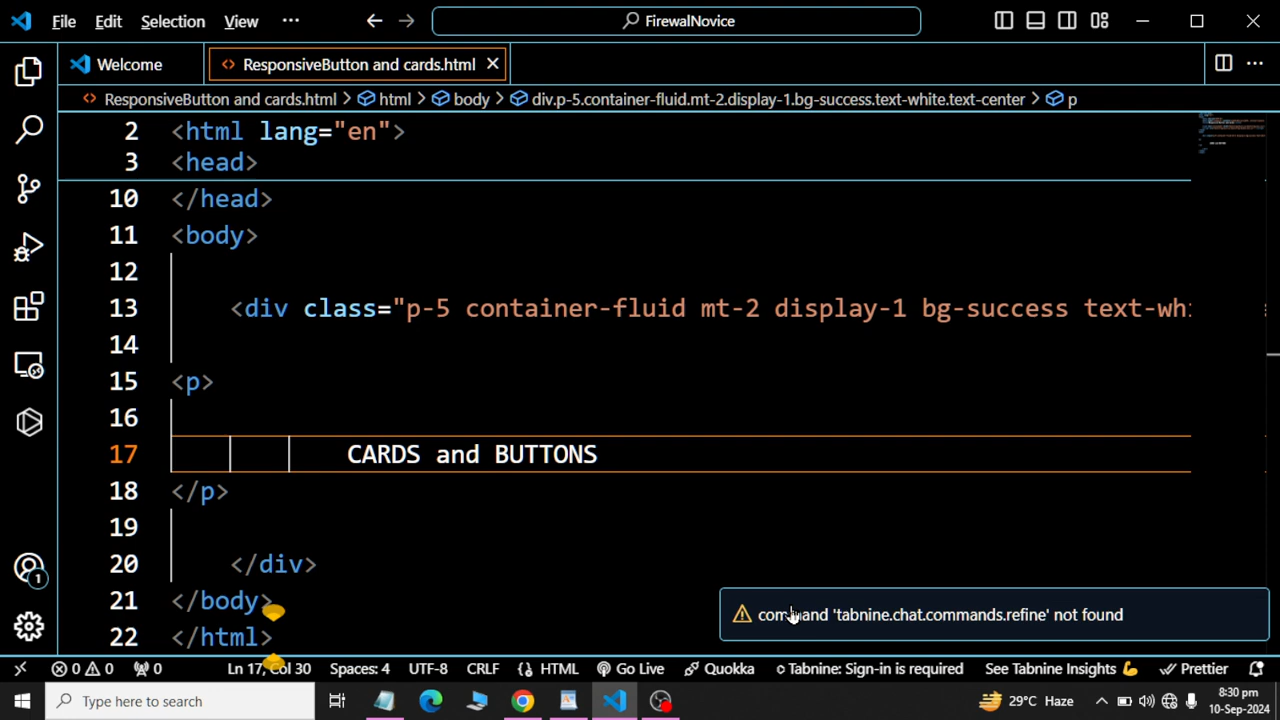 File Edit Selection View ··· FirewalNovice
Welcome ResponsiveButton and cards.html
ResponsiveButton and cards.html > html > body > div.p-5.container-fluid.mt-2.display-1.bg-success.text-white.text-center > p
2 <html lang="en">
3 <head>
10 </head>
11 <body>
12
13 <div class="p-5 container-fluid mt-2 display-1 bg-success text-whi
14
15 <p>
16
17 CARDS and BUTTONS
18 </p>
19
20 </div>
21 </body>
22 </html>
command 'tabnine.chat.commands.refine' not found
1
0 0 0 Ln 17, Col 30 Spaces: 4 UTF-8 CRLF HTML Go Live Quokka Tabnine: Sign-in is required See Tabnine Insights Prettier
Type here to search 29°C Haze 8:30 pm
10-Sep-2024